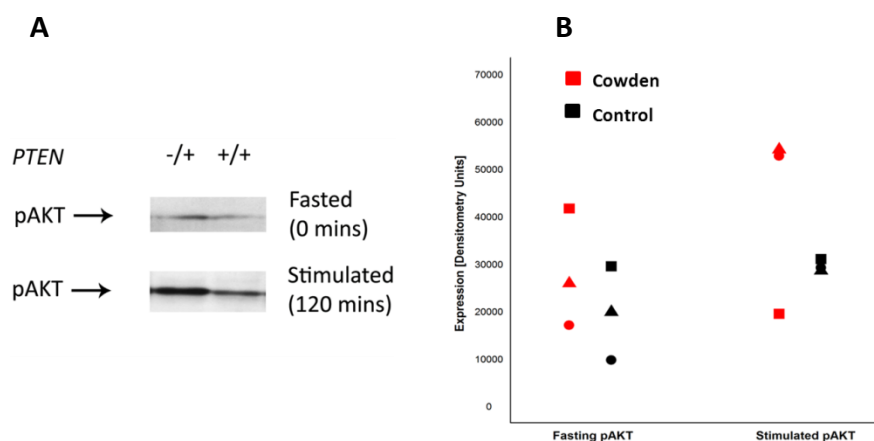 A
PTEN -/+ +/+
pAKT
Fasted
(0 mins)
pAKT
Stimulated
(120 mins)
B
Cowden
Control
Expression [Densitometry Units]
70000
60000
50000
40000
30000
20000
10000
0
Fasting pAKT
Stimulated pAKT